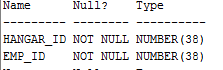 Name      Null?    Type
--------- -------- ----------
HANGAR_ID NOT NULL NUMBER(38)
EMP_ID    NOT NULL NUMBER(38)